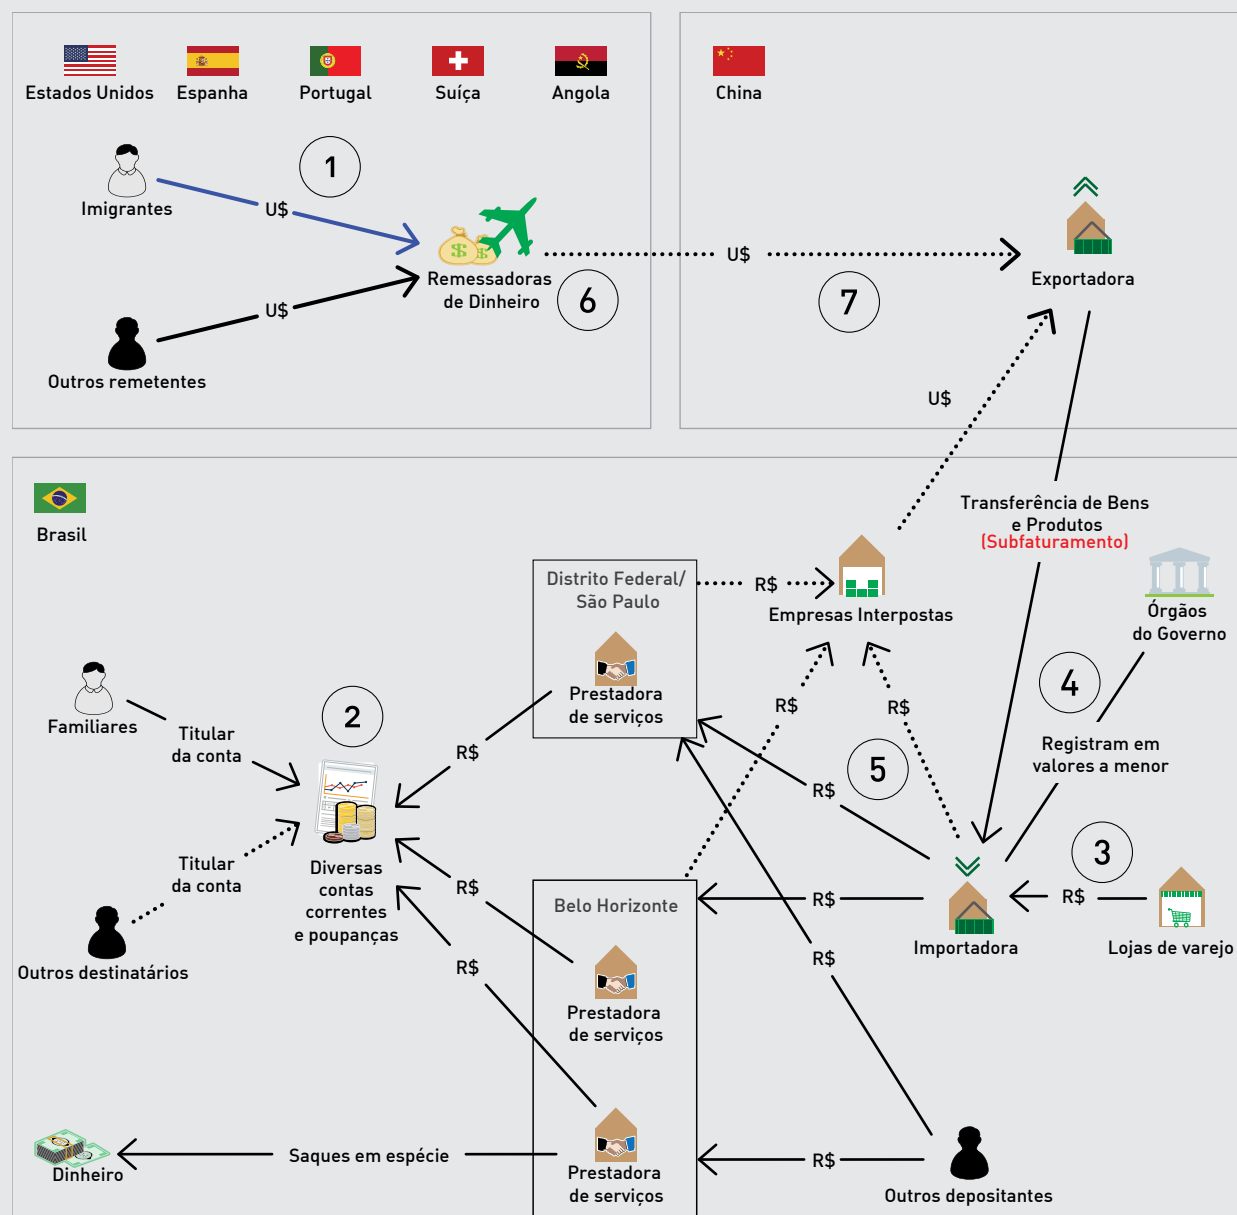 Estados Unidos
Espanha
Portugal
Suíça
Angola
China
1
Imigrantes
U$
U$
Remessadoras
de Dinheiro
6
U$
7
Exportadora
U$
Outros remetentes
U$
Brasil
Transferência de Bens
e Produtos
(Subfaturamento)
Distrito Federal/
São Paulo
R$
Empresas Interpostas
Órgãos
do Governo
Prestadora
de serviços
4
Familiares
2
Titular
da conta
R$
R$
R$
Registram em
valores a menor
5
R$
3
Titular
da conta
Diversas
contas
correntes
e poupanças
R$
Belo Horizonte
R$
R$
Importadora
Lojas de varejo
Outros destinatários
R$
R$
Prestadora
de serviços
Saques em espécie
Dinheiro
R$
Prestadora
de serviços
Outros depositantes